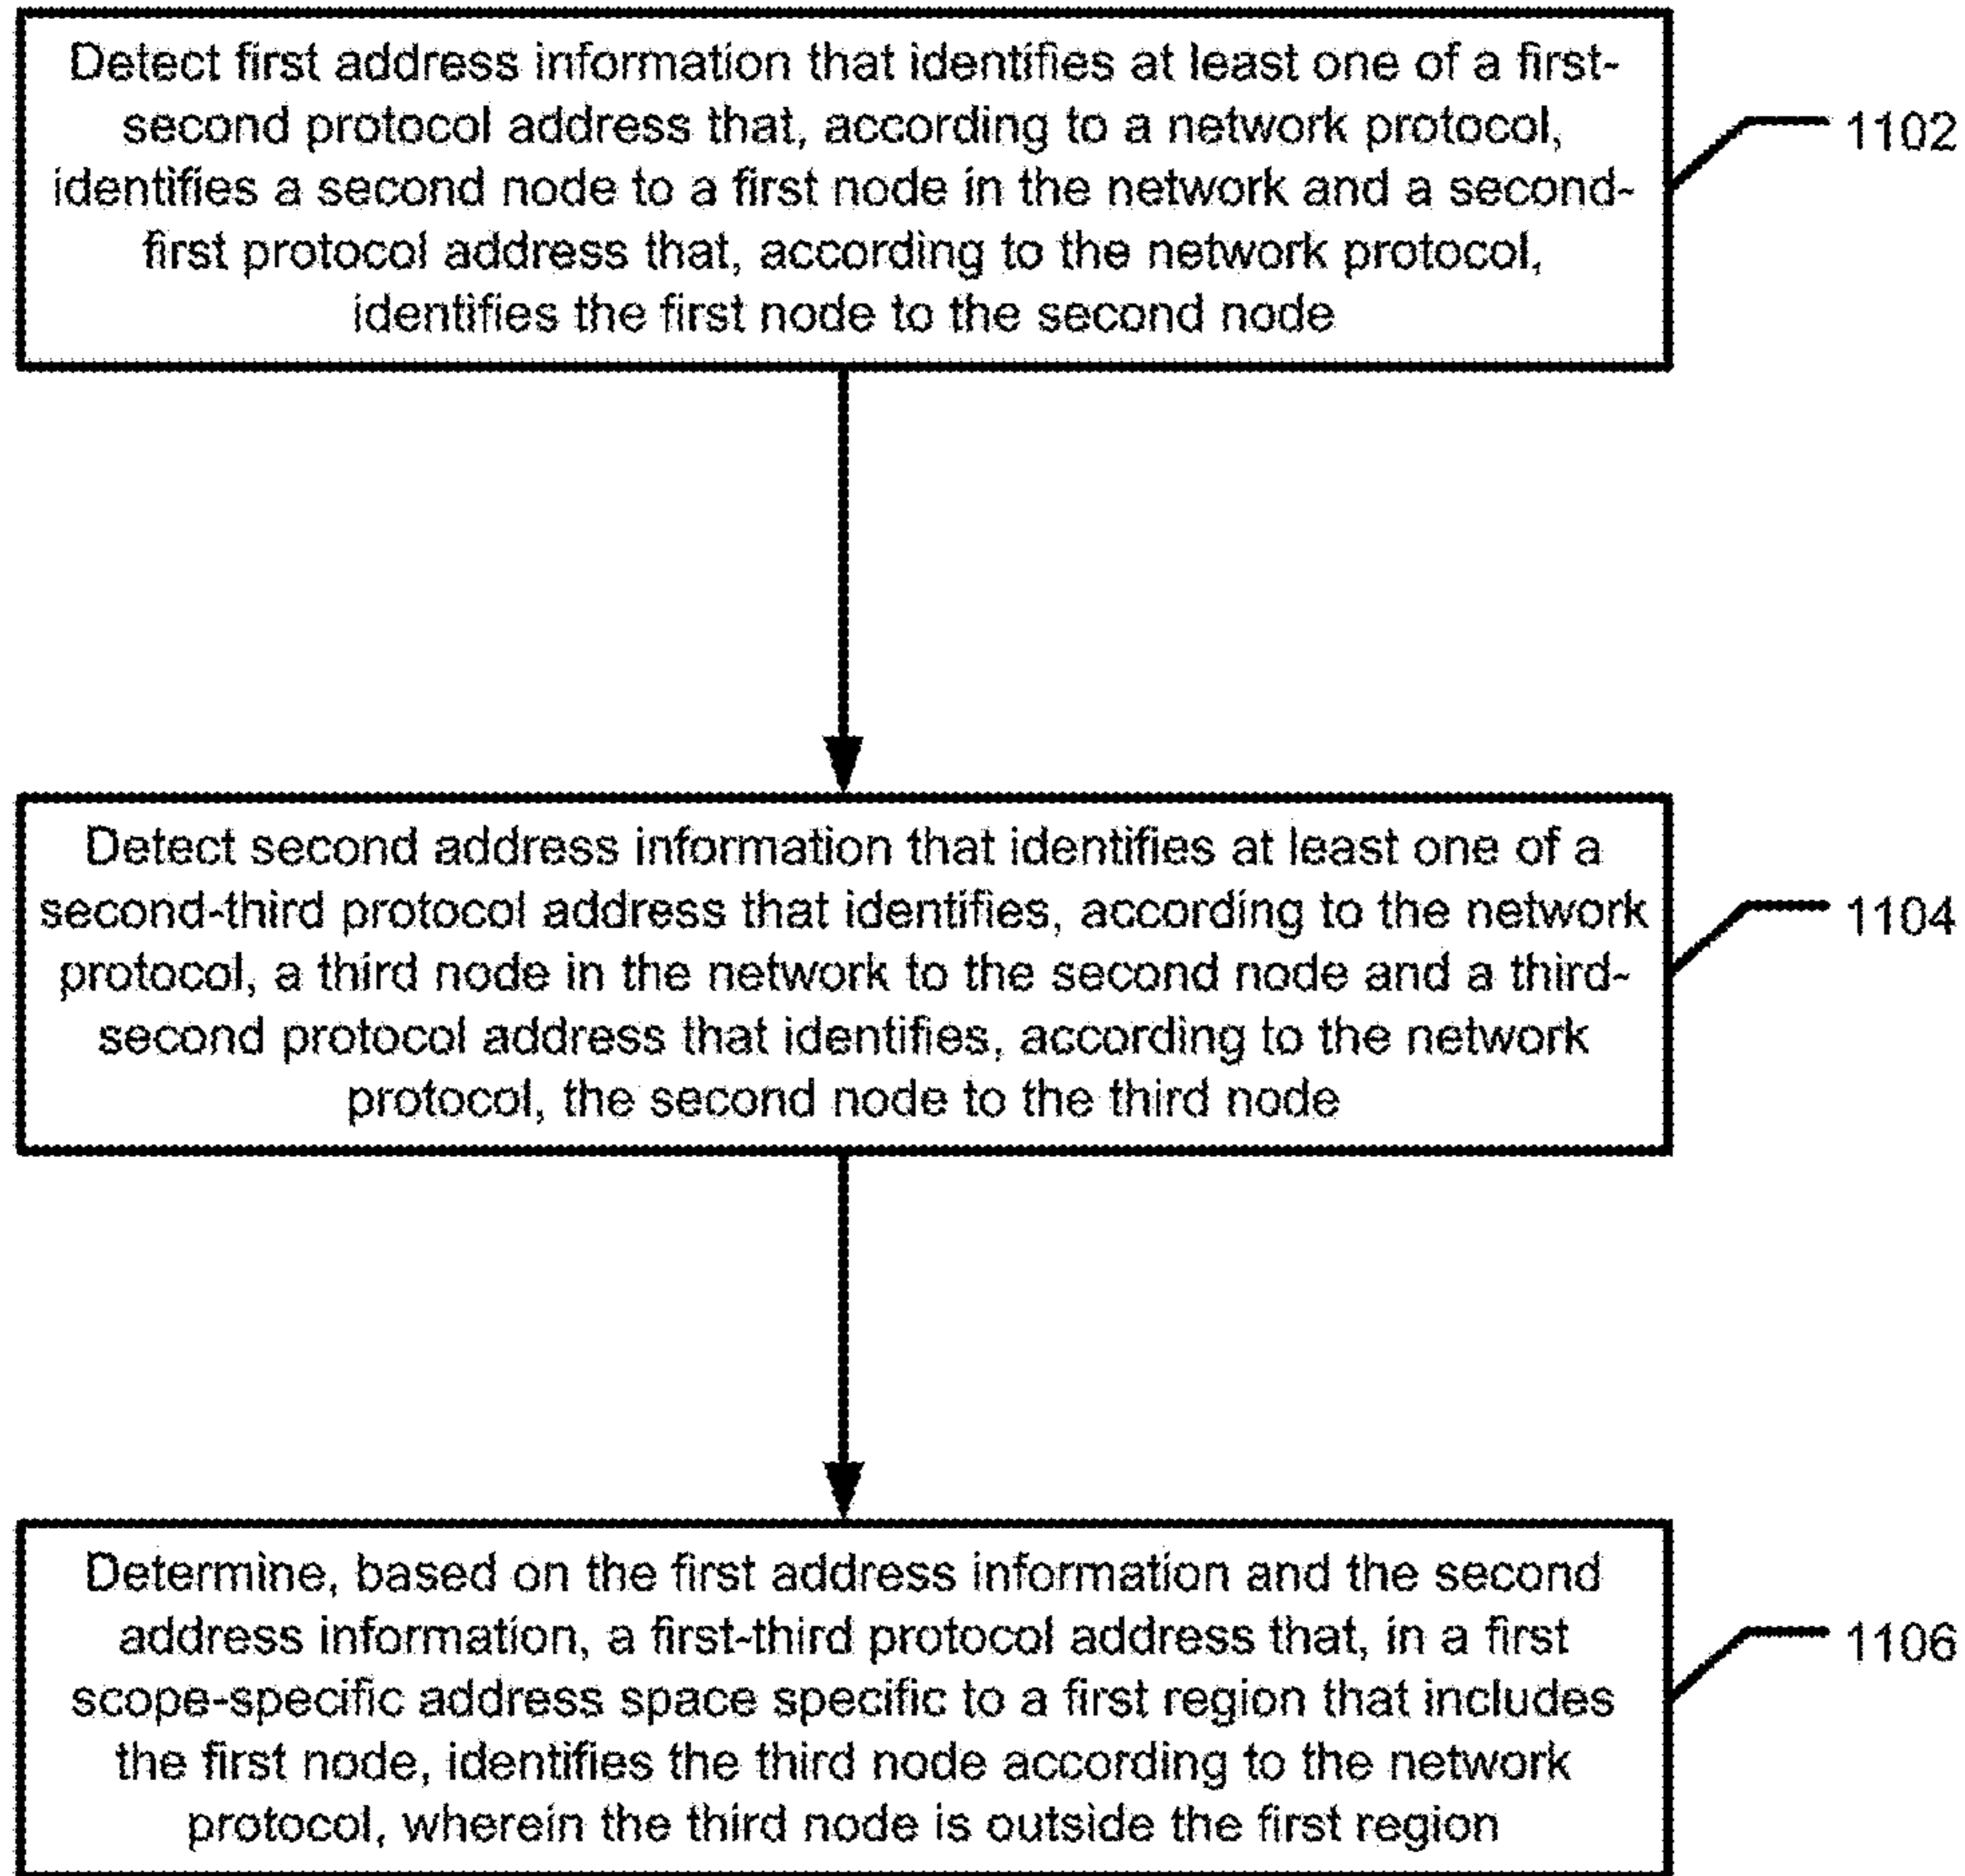 Detect first address information that identifies at least one of a first-
second protocol address that, according to a network protocol,
identifies a second node to a first node in the network and a second-
first protocol address that, according to the network protocol,
identifies the first node to the second node
1102
Detect second address information that identifies at least one of a
second-third protocol address that identifies, according to the network
protocol, a third node in the network to the second node and a third-
second protocol address that identifies, according to the network
protocol, the second node to the third node
1104
Determine, based on the first address information and the second
address information, a first-third protocol address that, in a first
scope-specific address space specific to a first region that includes
the first node, identifies the third node according to the network
protocol, wherein the third node is outside the first region
1106